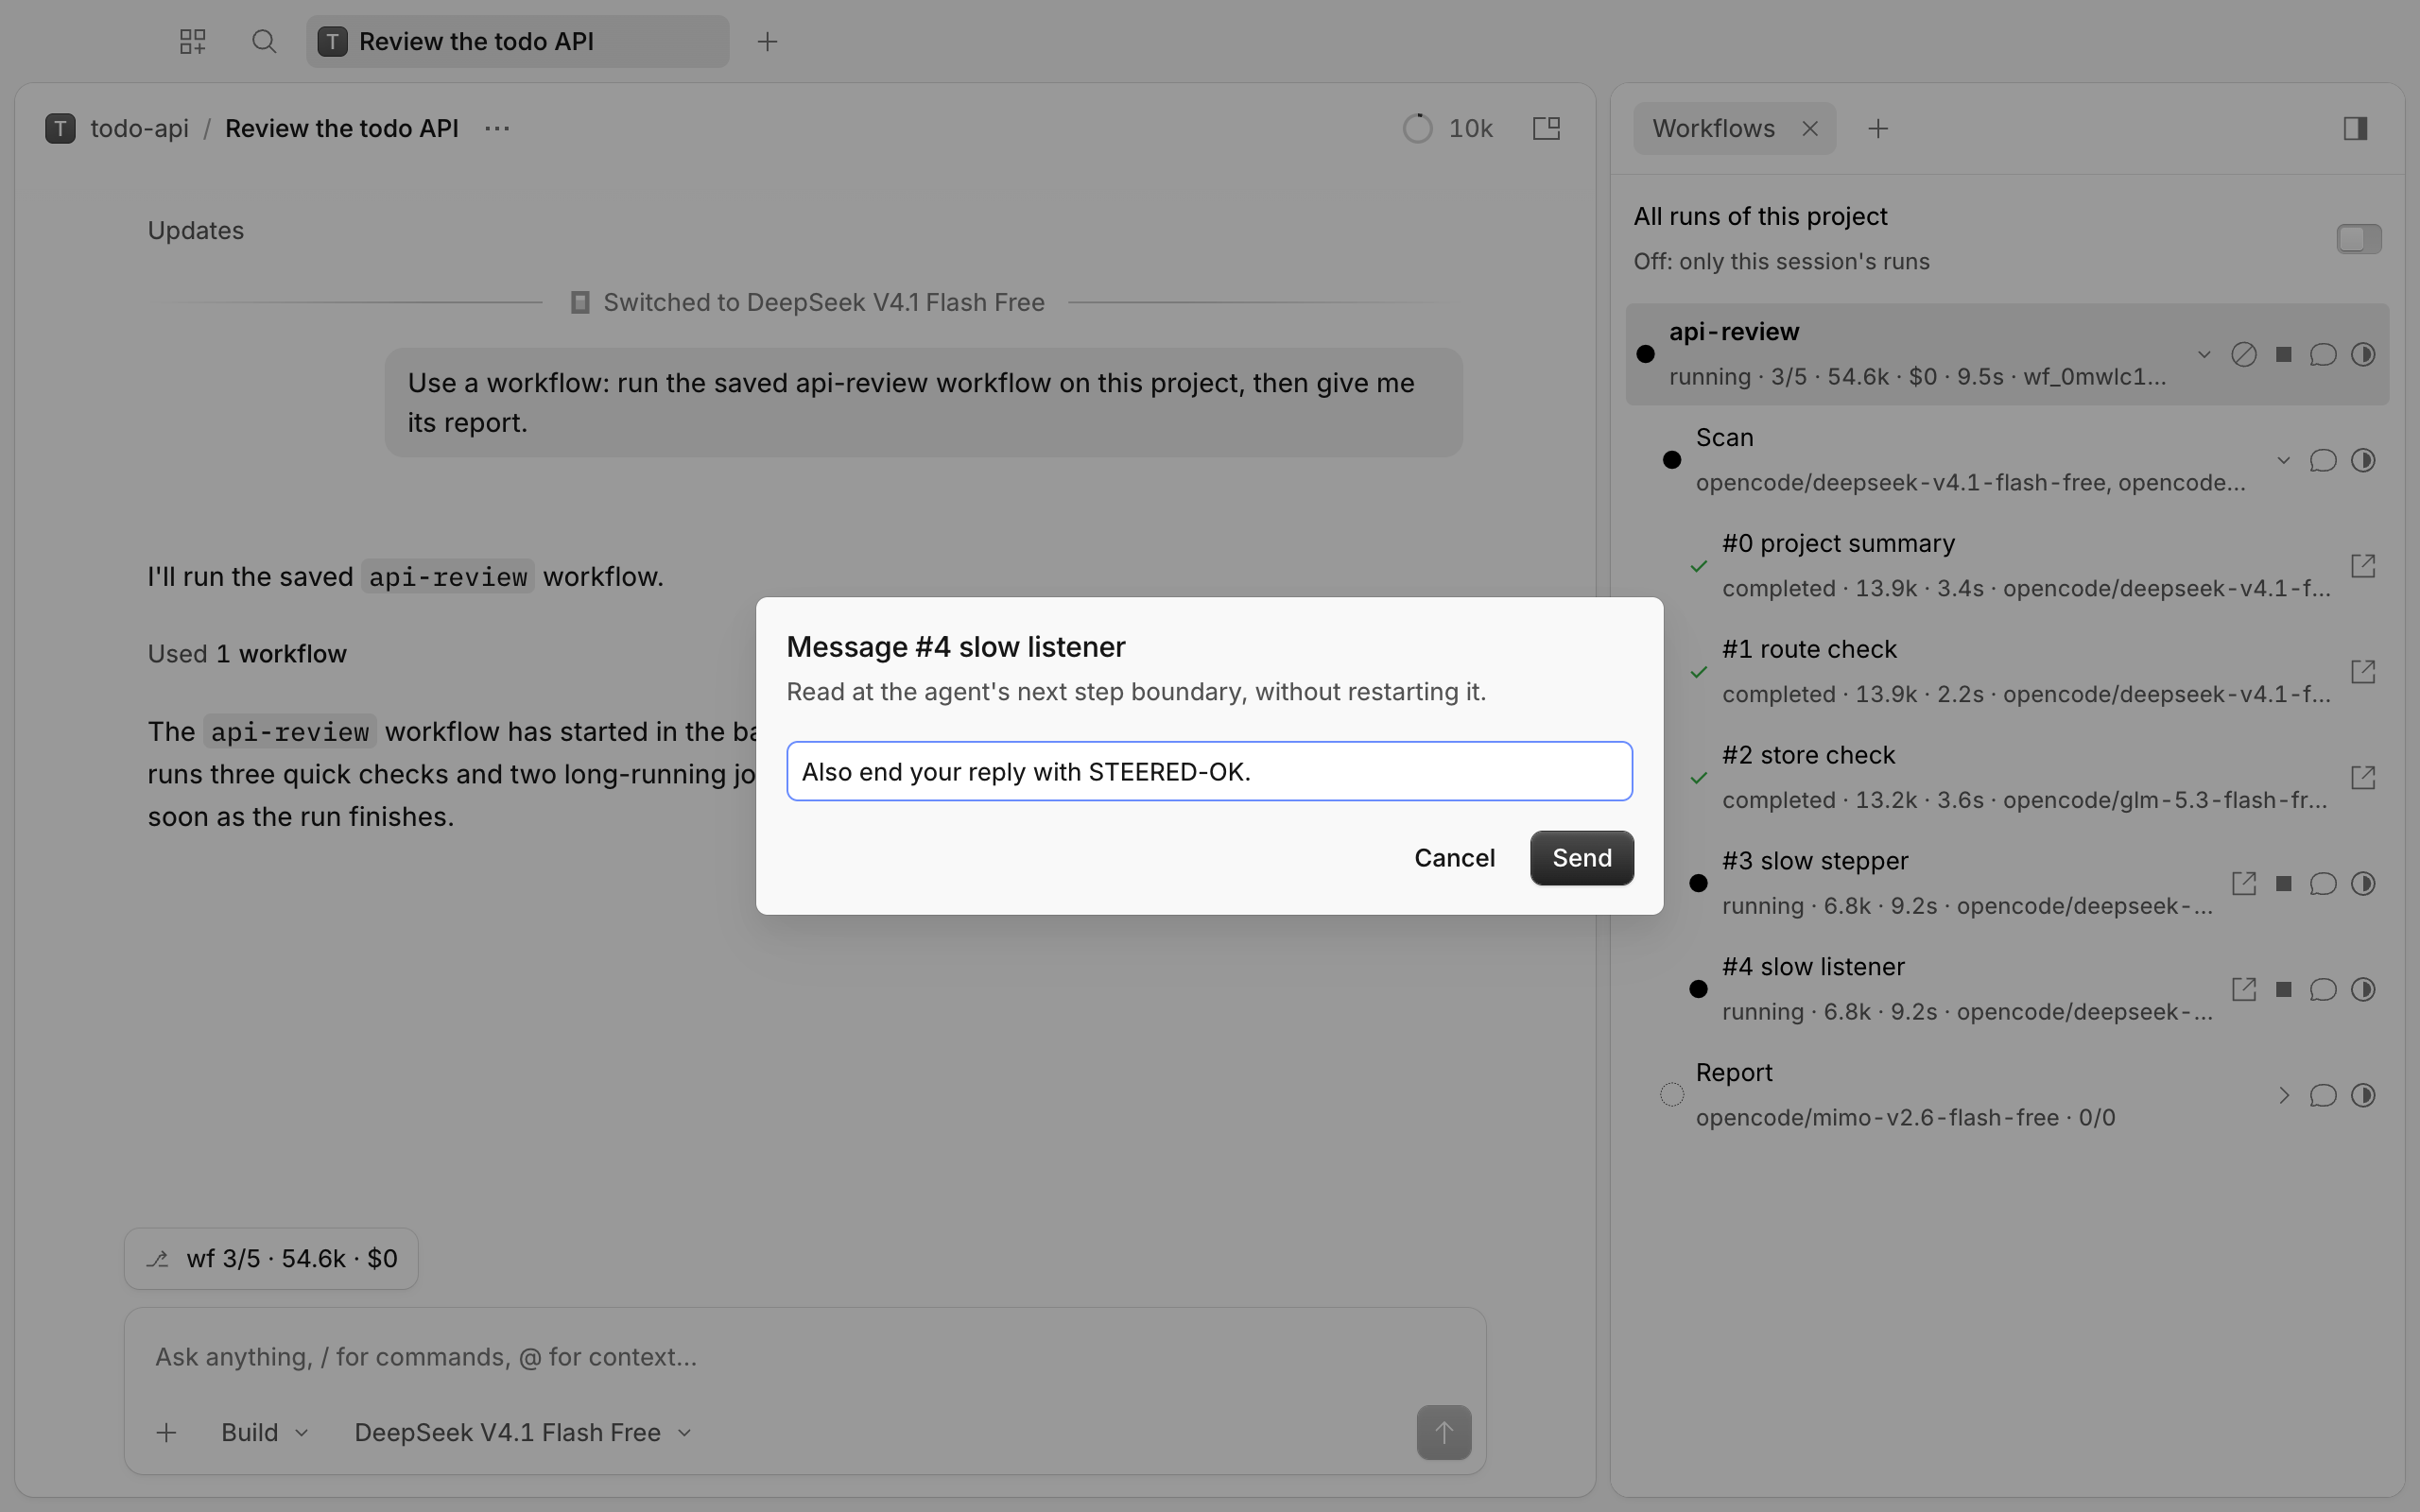 T Review the todo API
T todo-api / Review the todo API ··· 10k
Updates
Switched to DeepSeek V4.1 Flash Free
Use a workflow: run the saved api-review workflow on this project, then give me
its report.
I'll run the saved api-review workflow.
Used 1 workflow
The api-review workflow has started in the ba
runs three quick checks and two long-running jo
soon as the run finishes.
Message #4 slow listener
Read at the agent's next step boundary, without restarting it.
Also end your reply with STEERED-OK.
Cancel Send
wf 3/5 · 54.6k · $0
Ask anything, / for commands, @ for context...
Build DeepSeek V4.1 Flash Free
Workflows
All runs of this project
Off: only this session's runs
api-review
running · 3/5 · 54.6k · $0 · 9.5s · wf_0mwlc1...
Scan
opencode/deepseek-v4.1-flash-free, opencode...
#0 project summary
completed · 13.9k · 3.4s · opencode/deepseek-v4.1-f...
#1 route check
completed · 13.9k · 2.2s · opencode/deepseek-v4.1-f...
#2 store check
completed · 13.2k · 3.6s · opencode/glm-5.3-flash-fr...
#3 slow stepper
running · 6.8k · 9.2s · opencode/deepseek-...
#4 slow listener
running · 6.8k · 9.2s · opencode/deepseek-...
Report
opencode/mimo-v2.6-flash-free · 0/0